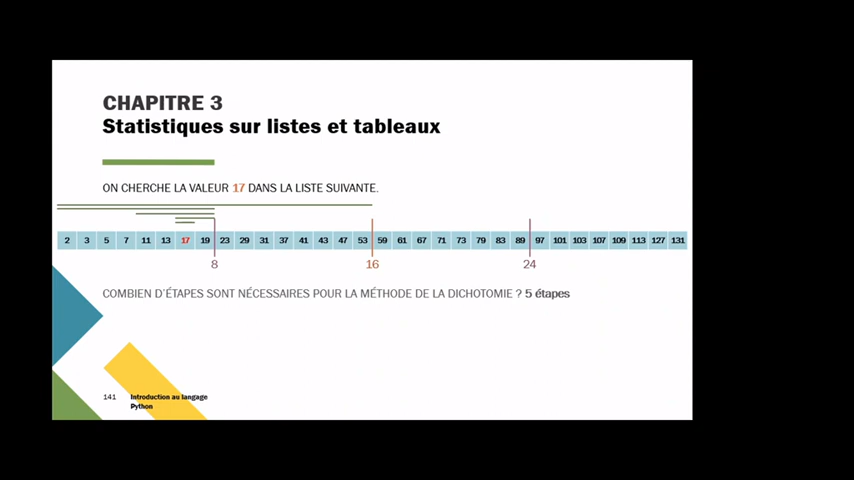 CHAPITRE 3
Statistiques sur listes et tableaux
ON CHERCHE LA VALEUR 17 DANS LA LISTE SUIVANTE.
2 3 5 7 11 13 17 19 23 29 31 37 41 43 47 53 59 61 67 71 73 79 83 89 97 101 103 107 109 113 127 131
8 16 24
COMBIEN D'ÉTAPES SONT NÉCESSAIRES POUR LA MÉTHODE DE LA DICHOTOMIE ? 5 étapes
141 Introduction au langage
Python